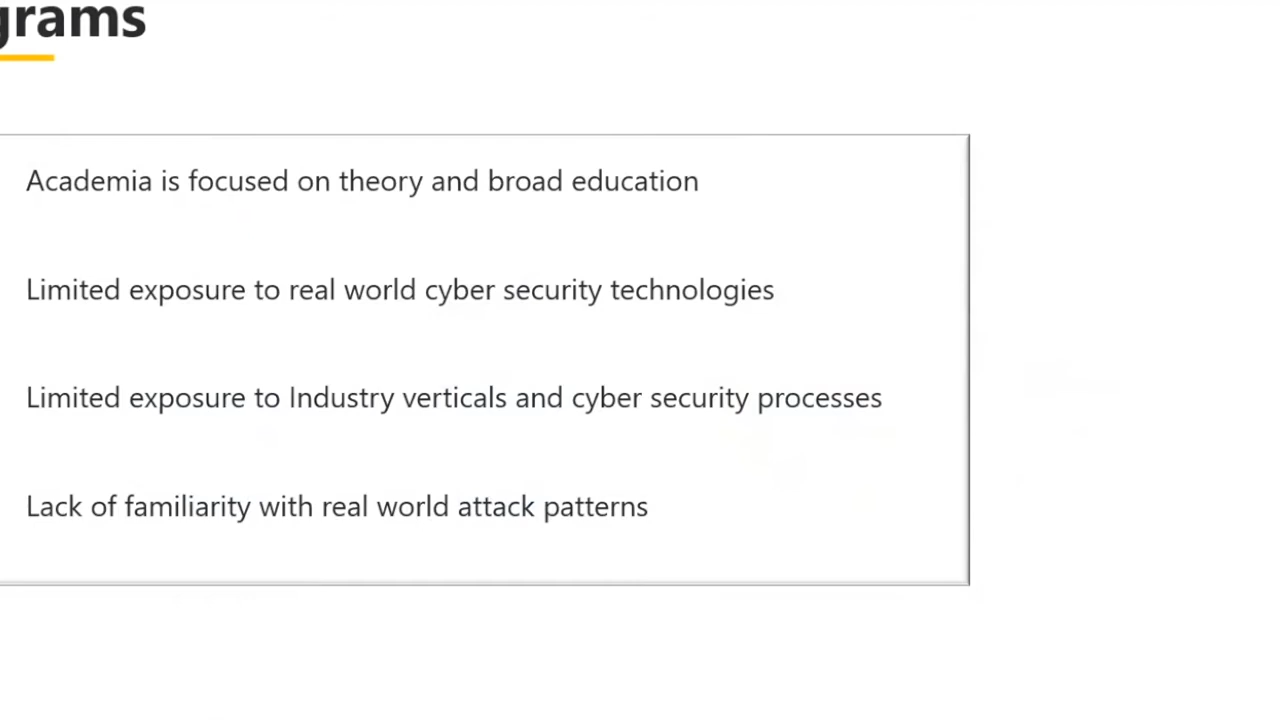 grams
Academia is focused on theory and broad education
Limited exposure to real world cyber security technologies
Limited exposure to Industry verticals and cyber security processes
Lack of familiarity with real world attack patterns